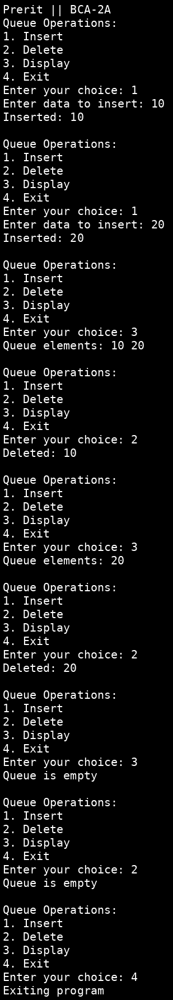 Prerit || BCA-2A
Queue Operations:
1. Insert
2. Delete
3. Display
4. Exit
Enter your choice: 1
Enter data to insert: 10
Inserted: 10

Queue Operations:
1. Insert
2. Delete
3. Display
4. Exit
Enter your choice: 1
Enter data to insert: 20
Inserted: 20

Queue Operations:
1. Insert
2. Delete
3. Display
4. Exit
Enter your choice: 3
Queue elements: 10 20

Queue Operations:
1. Insert
2. Delete
3. Display
4. Exit
Enter your choice: 2
Deleted: 10

Queue Operations:
1. Insert
2. Delete
3. Display
4. Exit
Enter your choice: 3
Queue elements: 20

Queue Operations:
1. Insert
2. Delete
3. Display
4. Exit
Enter your choice: 2
Deleted: 20

Queue Operations:
1. Insert
2. Delete
3. Display
4. Exit
Enter your choice: 3
Queue is empty

Queue Operations:
1. Insert
2. Delete
3. Display
4. Exit
Enter your choice: 2
Queue is empty

Queue Operations:
1. Insert
2. Delete
3. Display
4. Exit
Enter your choice: 4
Exiting program